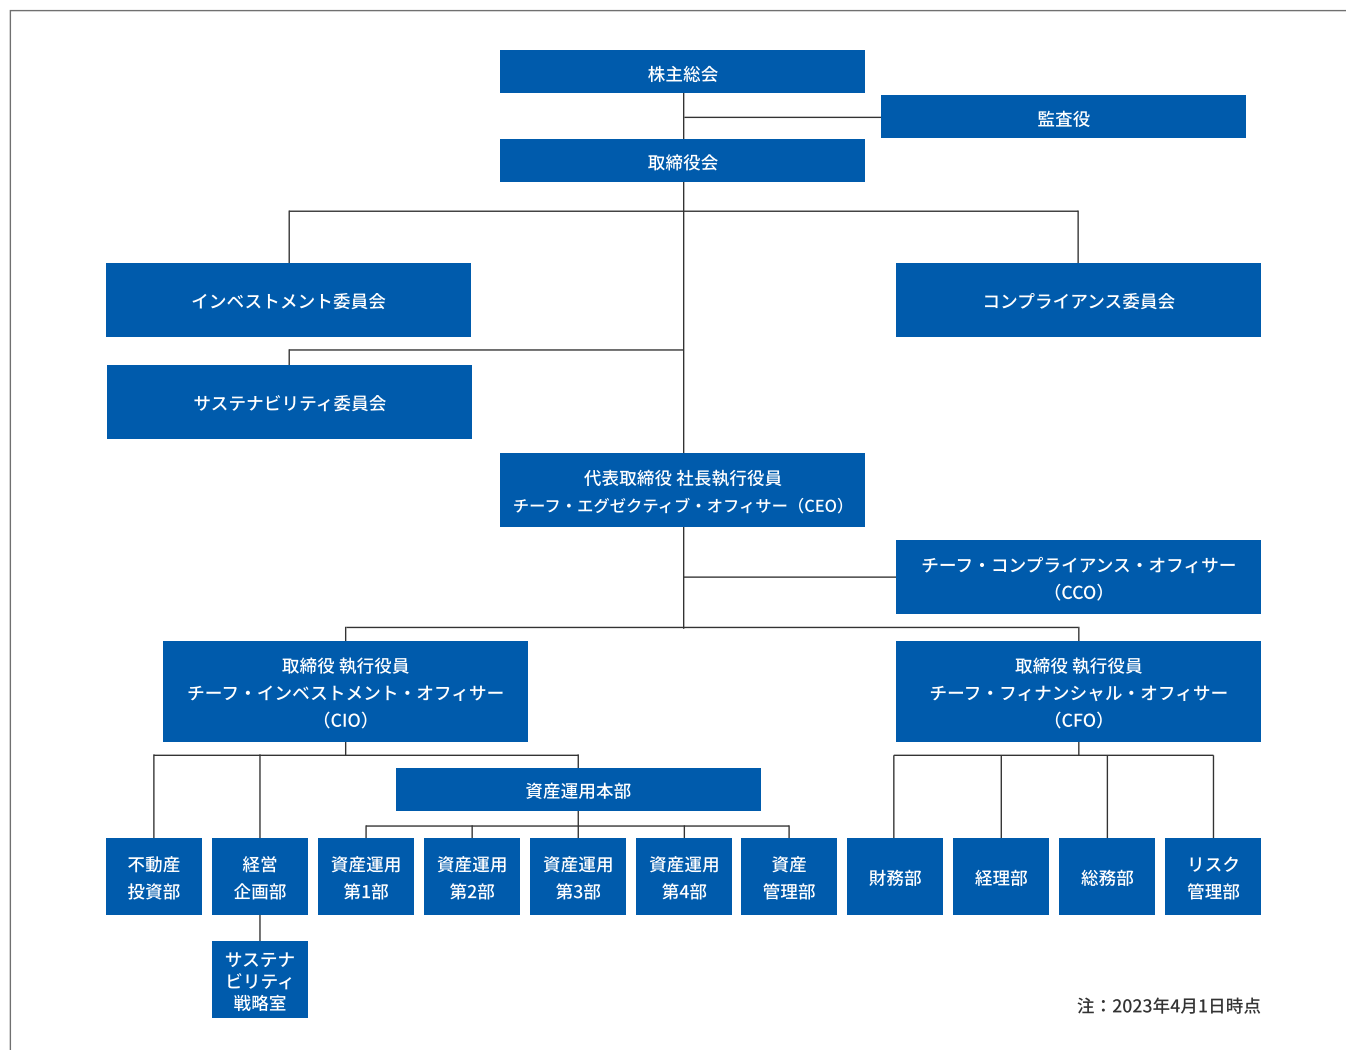 株主総会
監査役
取締役会
インベストメント委員会
コンプライアンス委員会
サステナビリティ委員会
代表取締役 社長執行役員
チーフ・エグゼクティブ・オフィサー（CEO）
チーフ・コンプライアンス・オフィサー
（CCO）
取締役 執行役員
チーフ・インベストメント・オフィサー
（CIO）
取締役 執行役員
チーフ・フィナンシャル・オフィサー
（CFO）
資産運用本部
不動産
投資部
経営
企画部
資産運用
第1部
資産運用
第2部
資産運用
第3部
資産運用
第4部
資産
管理部
財務部
経理部
総務部
リスク
管理部
サステナ
ビリティ
戦略室
注：2023年4月1日時点